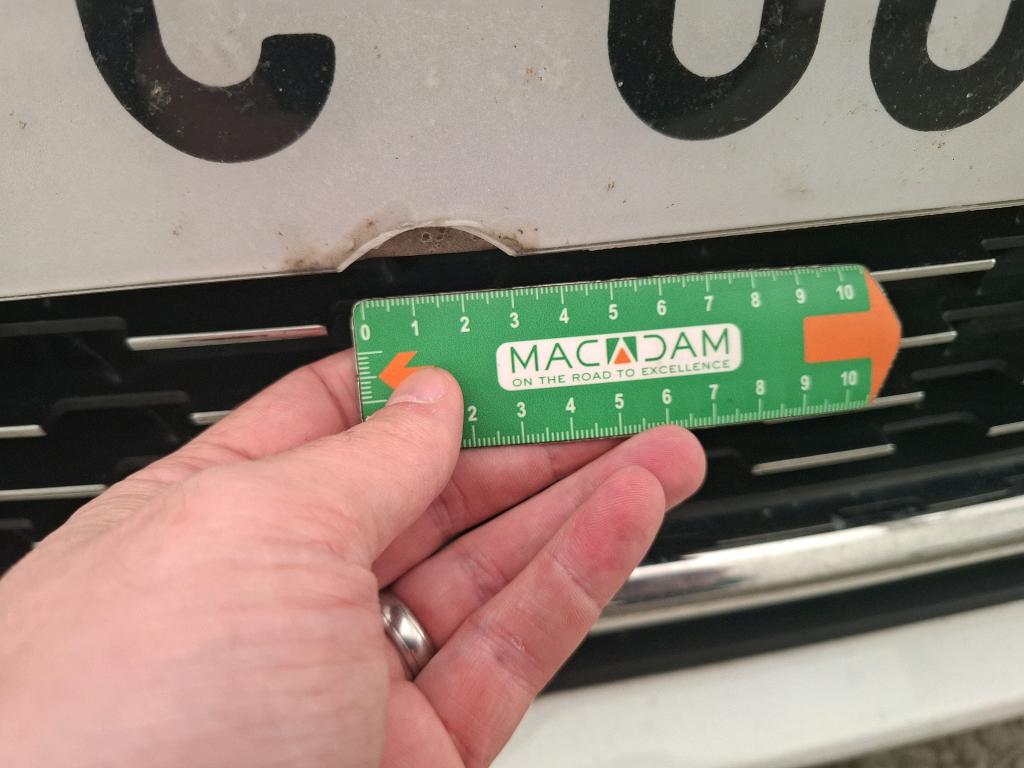 0 1 2 3 4 5 6 7 8 9 10
MACADAM
ON THE ROAD TO EXCELLENCE
2 3 4 5 6 7 8 9 10